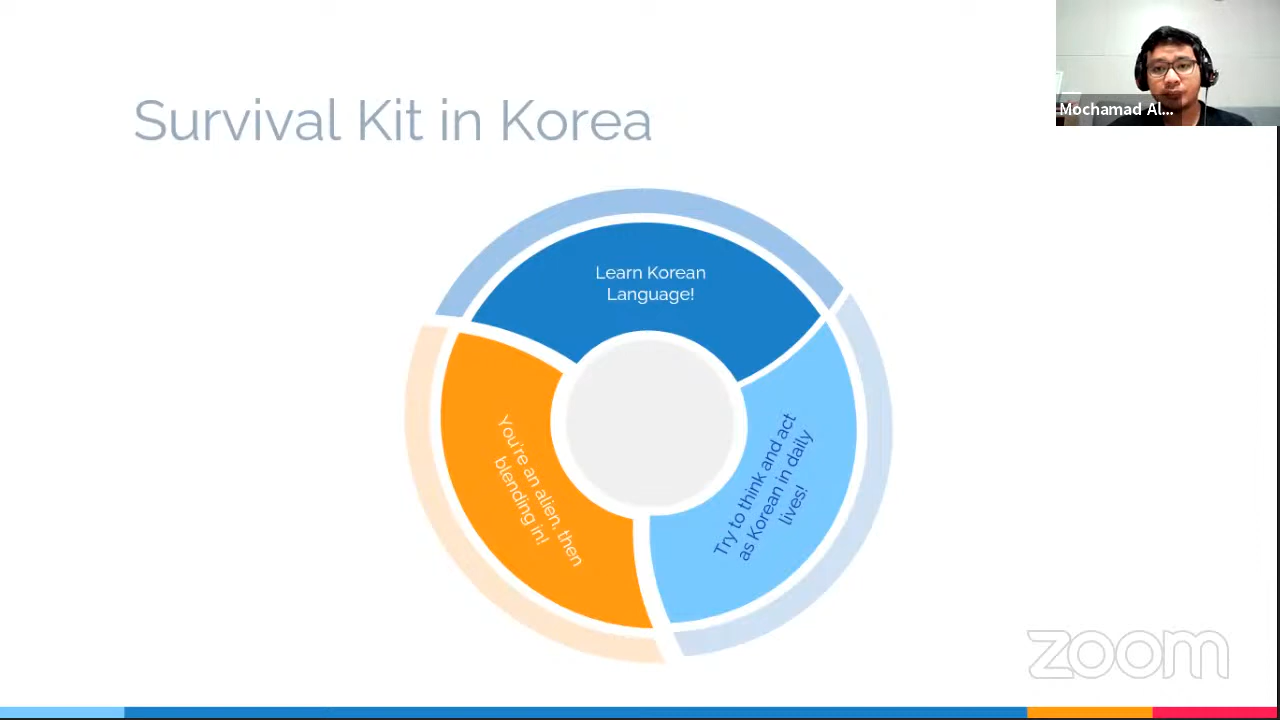 Mochamad Al...
Survival Kit in Korea
Learn Korean
Language!
Try to think and act
as Korean in daily
lives!
You're an alien, then
blending in!
zoom